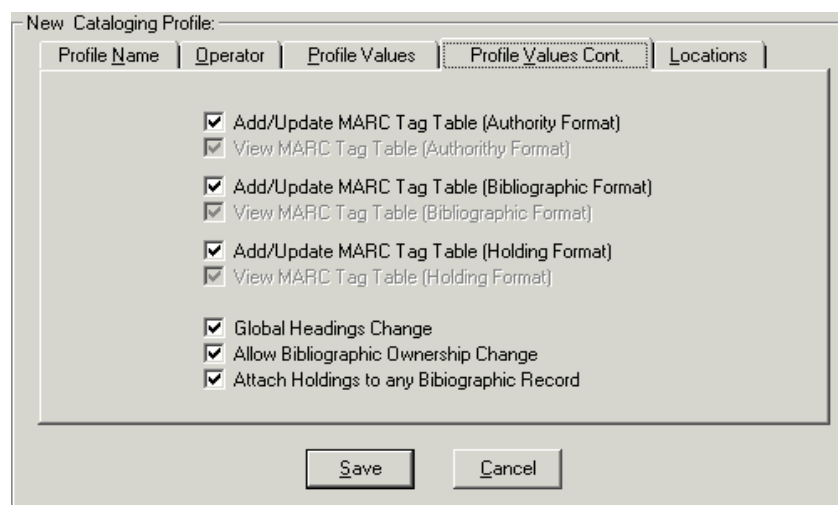 New Cataloging Profile:
Profile Name Operator Profile Values Profile Values Cont. Locations
Add/Update MARC Tag Table (Authority Format)
View MARC Tag Table (Authorithy Format)
Add/Update MARC Tag Table (Bibliographic Format)
View MARC Tag Table (Bibliographic Format)
Add/Update MARC Tag Table (Holding Format)
View MARC Tag Table (Holding Format)
Global Headings Change
Allow Bibliographic Ownership Change
Attach Holdings to any Bibiographic Record
Save Cancel